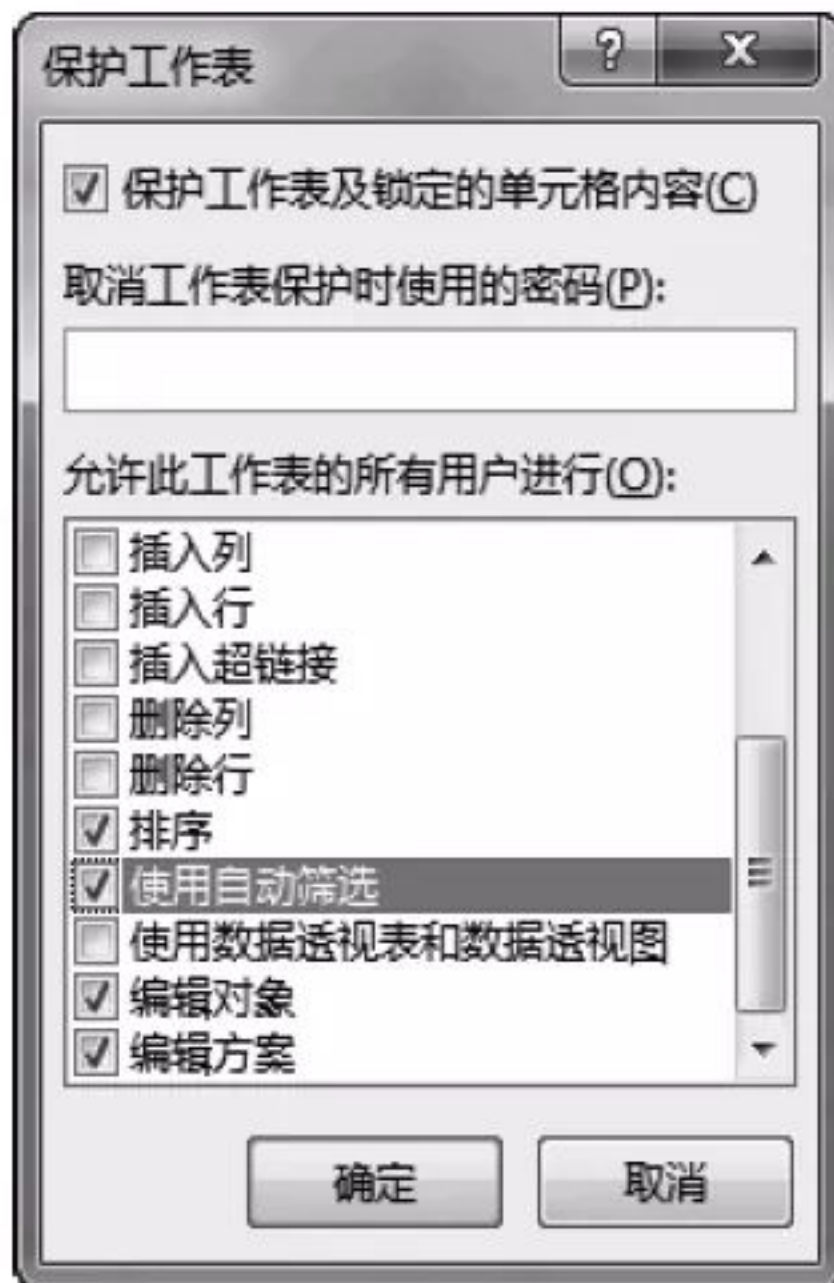 保护工作表
?
保护工作表及锁定的单元格内容(C)
取消工作表保护时使用的密码(P):
允许此工作表的所有用户进行(O):
插入列
插入行
插入超链接
删除列
删除行
排序
使用自动筛选
使用数据透视表和数据透视图
编辑对象
编辑方案
确定 取消